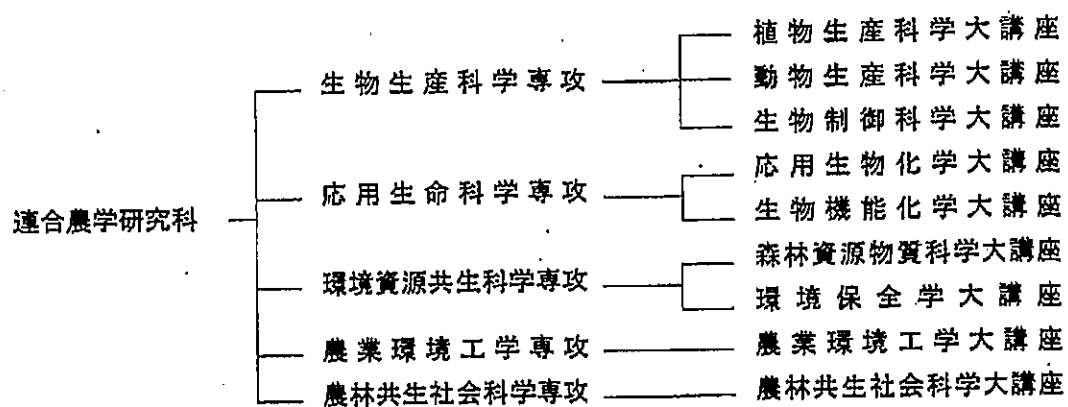 連合農学研究科
生物生産科学専攻
植物生産科学大講座
動物生産科学大講座
生物制御科学大講座
応用生命科学専攻
応用生物化学大講座
生物機能化学大講座
環境資源共生科学専攻
森林資源物質科学大講座
環境保全学大講座
農業環境工学専攻
農業環境工学大講座
農林共生社会科学専攻
農林共生社会科学大講座